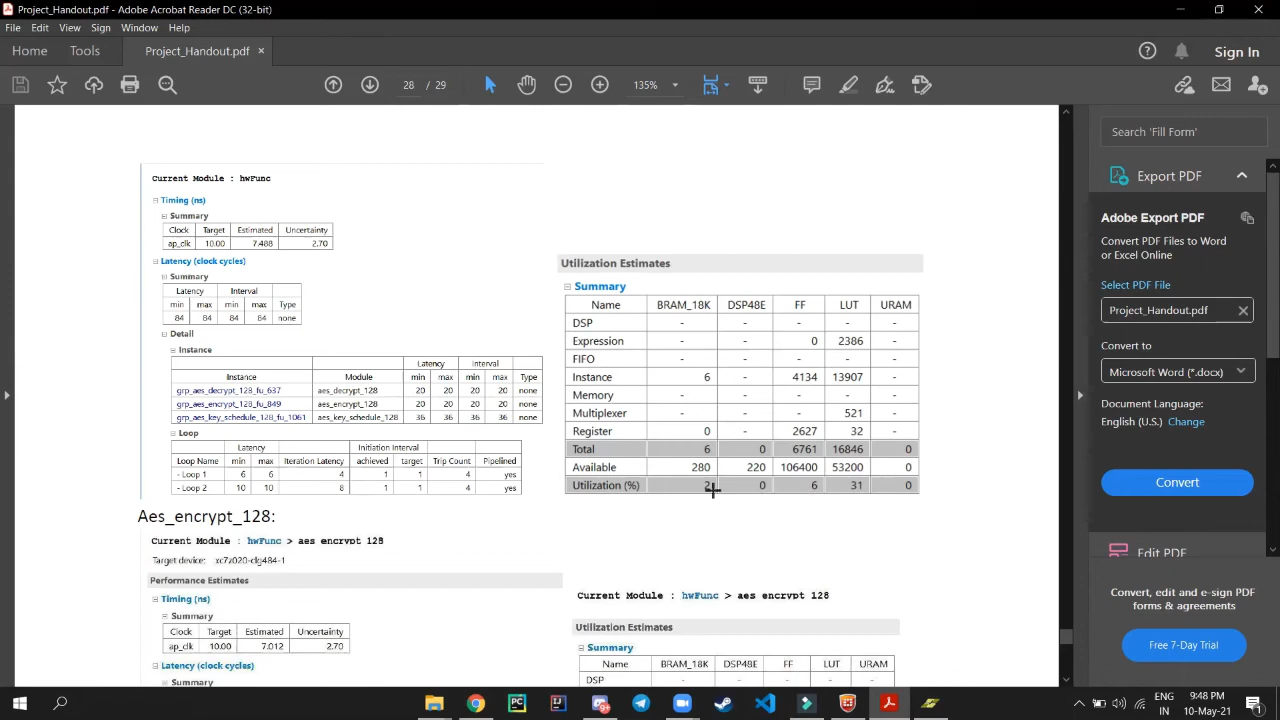 Project_Handout.pdf - Adobe Acrobat Reader DC (32-bit)
File Edit View Sign Window Help
Home Tools Project_Handout.pdf × Sign In
28 / 29 135%
Current Module : hwFunc
Timing (ns)
Summary
Clock Target Estimated Uncertainty
ap_clk 10.00 7.488 2.70
Latency (clock cycles)
Summary
Latency Interval
min max min max Type
84 84 84 84 none
Detail
Instance
Latency Interval
Instance Module min max min max Type
grp_aes_decrypt_128_fu_637 aes_decrypt_128 20 20 20 20 none
grp_aes_encrypt_128_fu_849 aes_encrypt_128 20 20 20 20 none
grp_aes_key_schedule_128_fu_1061 aes_key_schedule_128 36 36 36 36 none
Loop
Latency Initiation Interval
Loop Name min max Iteration Latency achieved target Trip Count Pipelined
- Loop 1 6 6 4 1 1 4 yes
- Loop 2 10 10 8 1 1 4 yes
Utilization Estimates
Summary
Name BRAM_18K DSP48E FF LUT URAM
DSP - - - - -
Expression - - 0 2386 -
FIFO - - - - -
Instance 6 - 4134 13907 -
Memory - - - - -
Multiplexer - - - 521 -
Register 0 - 2627 32 -
Total 6 0 6761 16846 0
Available 280 220 106400 53200 0
Utilization (%) 2 0 6 31 0
Aes_encrypt_128:
Current Module : hwFunc > aes encrypt 128
Target device: xc7z020-clg484-1
Performance Estimates
Timing (ns)
Summary
Clock Target Estimated Uncertainty
ap_clk 10.00 7.012 2.70
Latency (clock cycles)
Summary
Current Module : hwFunc > aes encrypt 128
Utilization Estimates
Summary
Name BRAM_18K DSP48E FF LUT URAM
DSP - - - - -
Search 'Fill Form'
Export PDF
Adobe Export PDF
Convert PDF Files to Word
or Excel Online
Select PDF File
Project_Handout.pdf ×
Convert to
Microsoft Word (*.docx)
Document Language:
English (U.S.) Change
Convert
Edit PDF
Convert, edit and e-sign PDF
forms & agreements
Free 7-Day Trial
ENG
IN
9:48 PM
10-May-21